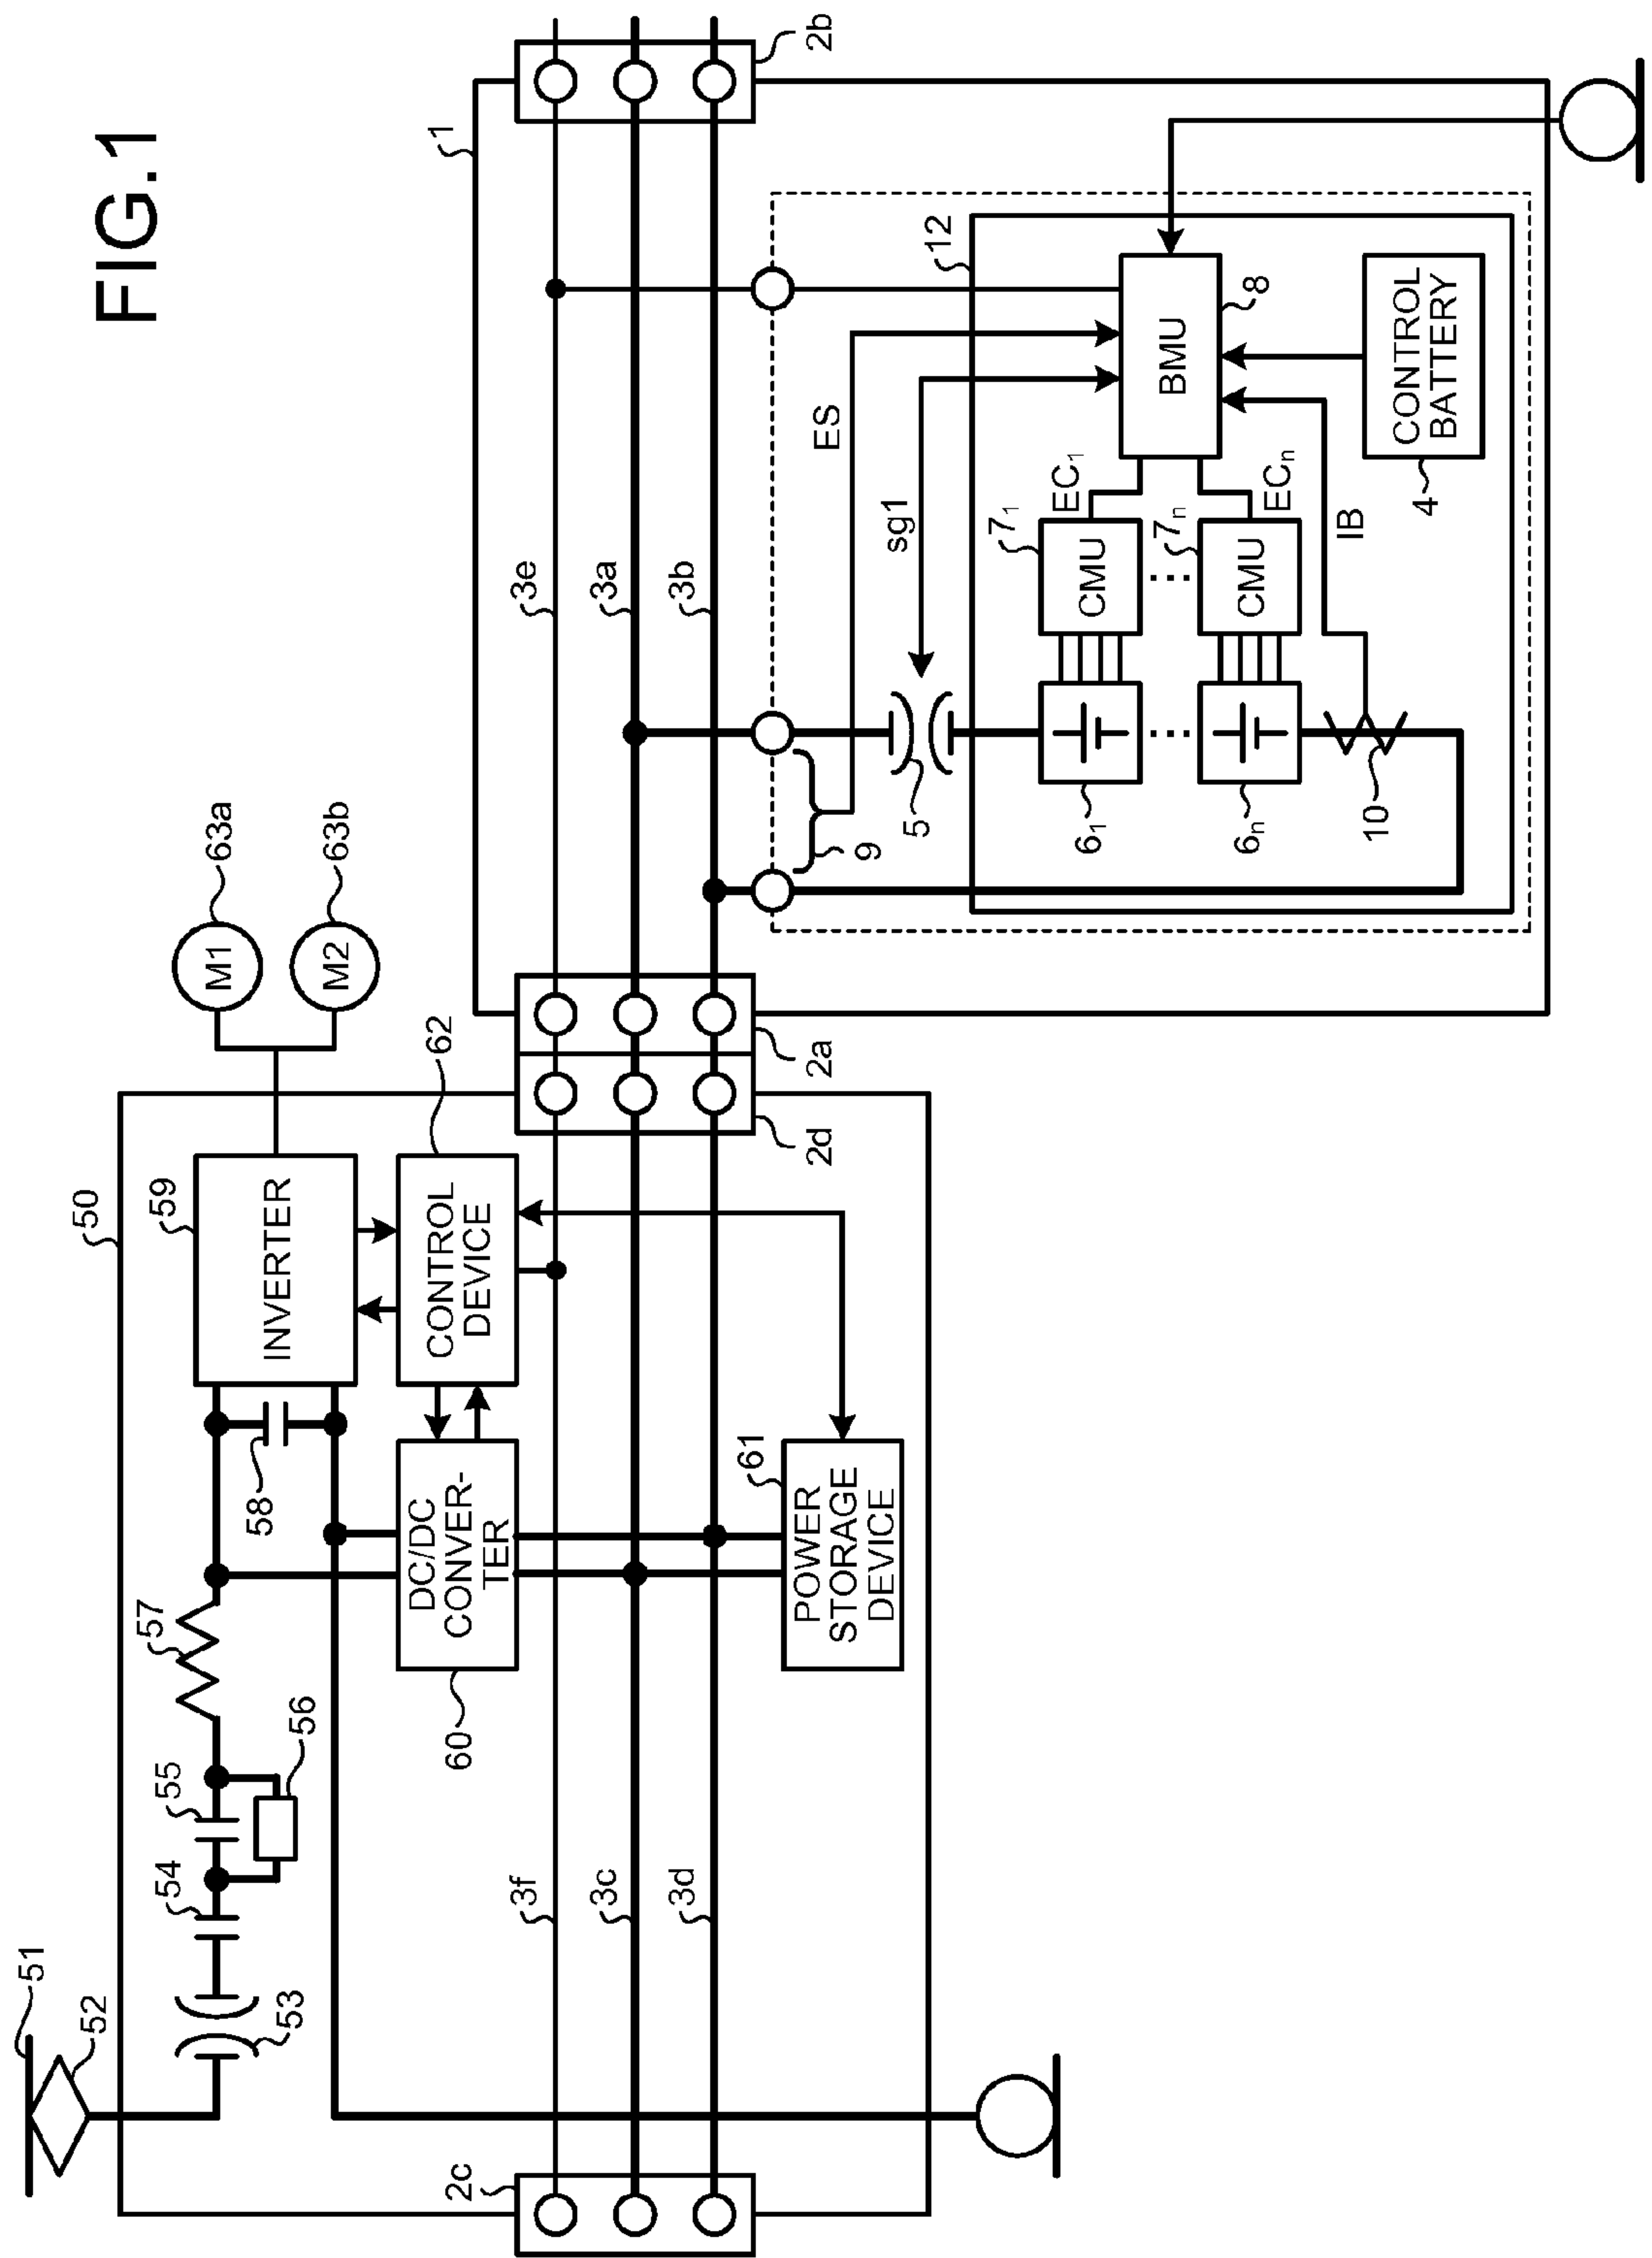 FIG.1
51
52
50
53
54
55
56
57
58
59
INVERTER
60
DC/DC
CONVER-
TER
62
CONTROL
DEVICE
61
POWER
STORAGE
DEVICE
M1
63a
M2
63b
3f
3c
3d
2c
2d
2a
2b
1
3e
3a
3b
9
ES
sg1
5
12
6₁
6ₙ
7₁
CMU
EC₁
⋮
7ₙ
CMU
ECₙ
⋮
BMU
8
10
IB
4
CONTROL
BATTERY